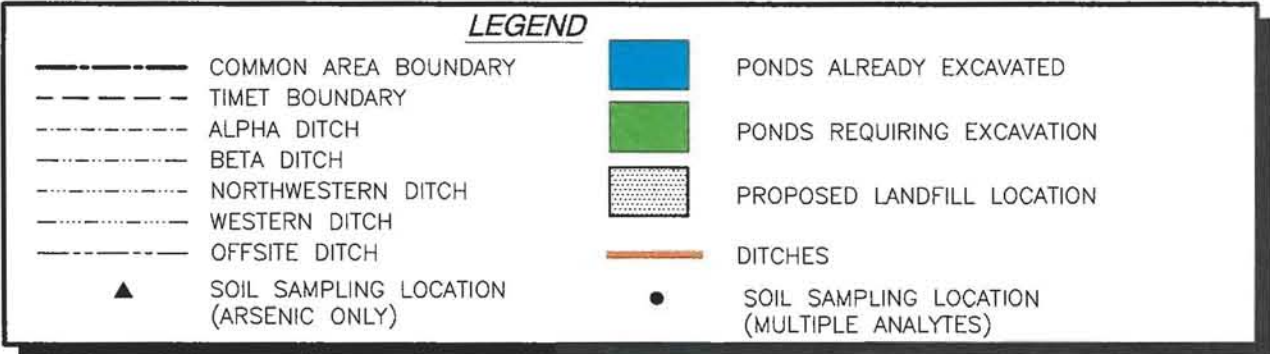 LEGEND
COMMON AREA BOUNDARY
TIMET BOUNDARY
ALPHA DITCH
BETA DITCH
NORTHWESTERN DITCH
WESTERN DITCH
OFFSITE DITCH
SOIL SAMPLING LOCATION
(ARSENIC ONLY)
PONDS ALREADY EXCAVATED
PONDS REQUIRING EXCAVATION
PROPOSED LANDFILL LOCATION
DITCHES
SOIL SAMPLING LOCATION
(MULTIPLE ANALYTES)